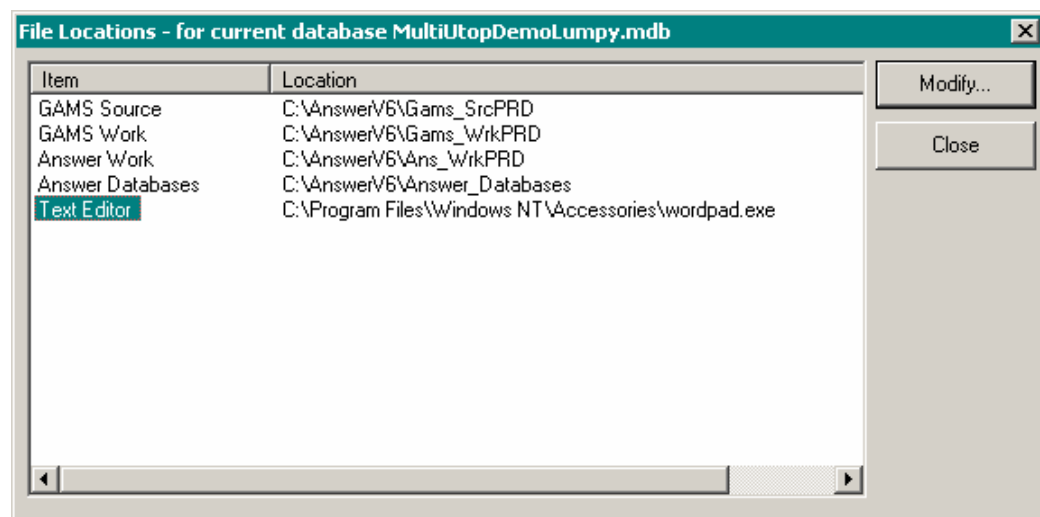 File Locations - for current database MultiUtopDemoLumpy.mdb
Item Location
Modify...
GAMS Source C:\AnswerV6\Gams_SrcPRD
GAMS Work C:\AnswerV6\Gams_WrkPRD
Close
Answer Work C:\AnswerV6\Ans_WrkPRD
Answer Databases C:\AnswerV6\Answer_Databases
Text Editor C:\Program Files\Windows NT\Accessories\wordpad.exe